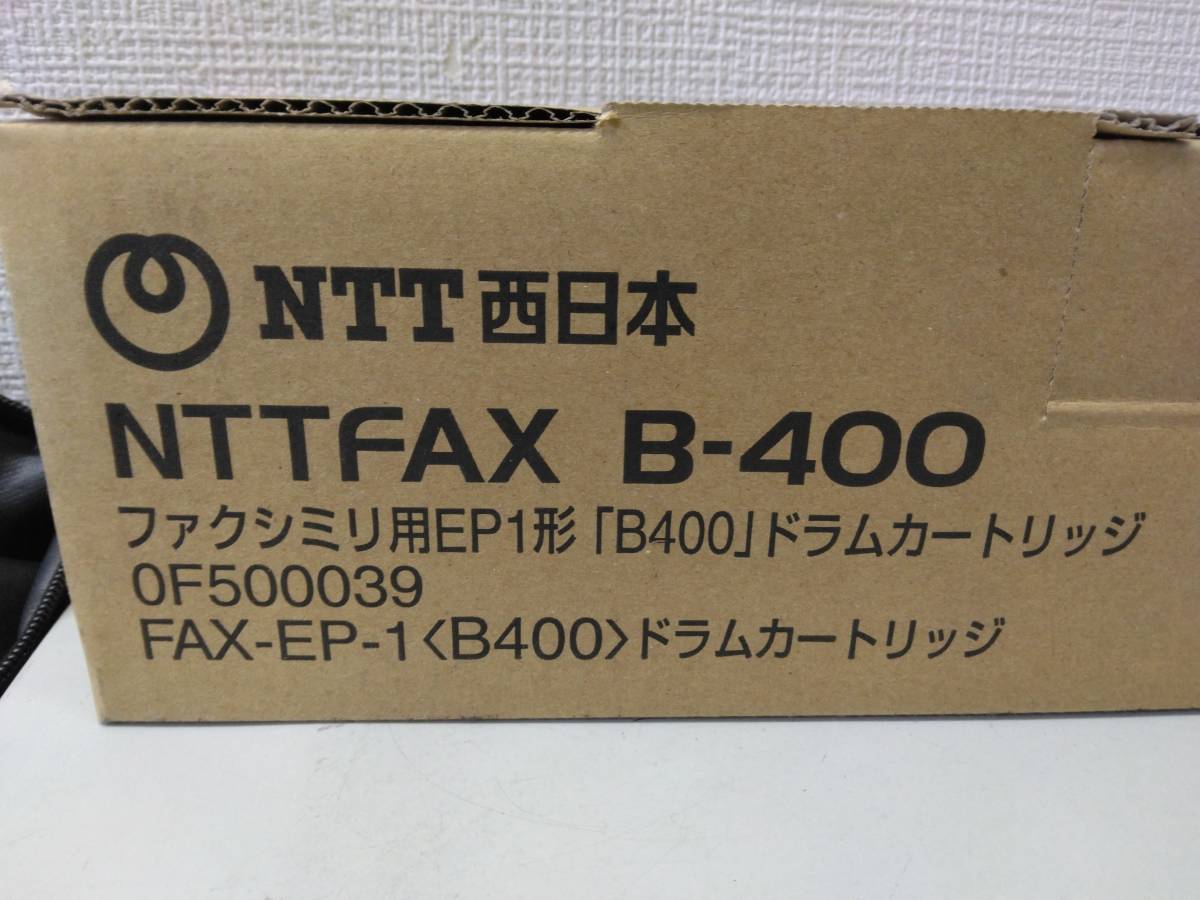 NTT西日本
NTTFAX B-400
ファクシミリ用EP1形「B400」ドラムカートリッジ
0F500039
FAX-EP-1〈B400〉ドラムカートリッジ